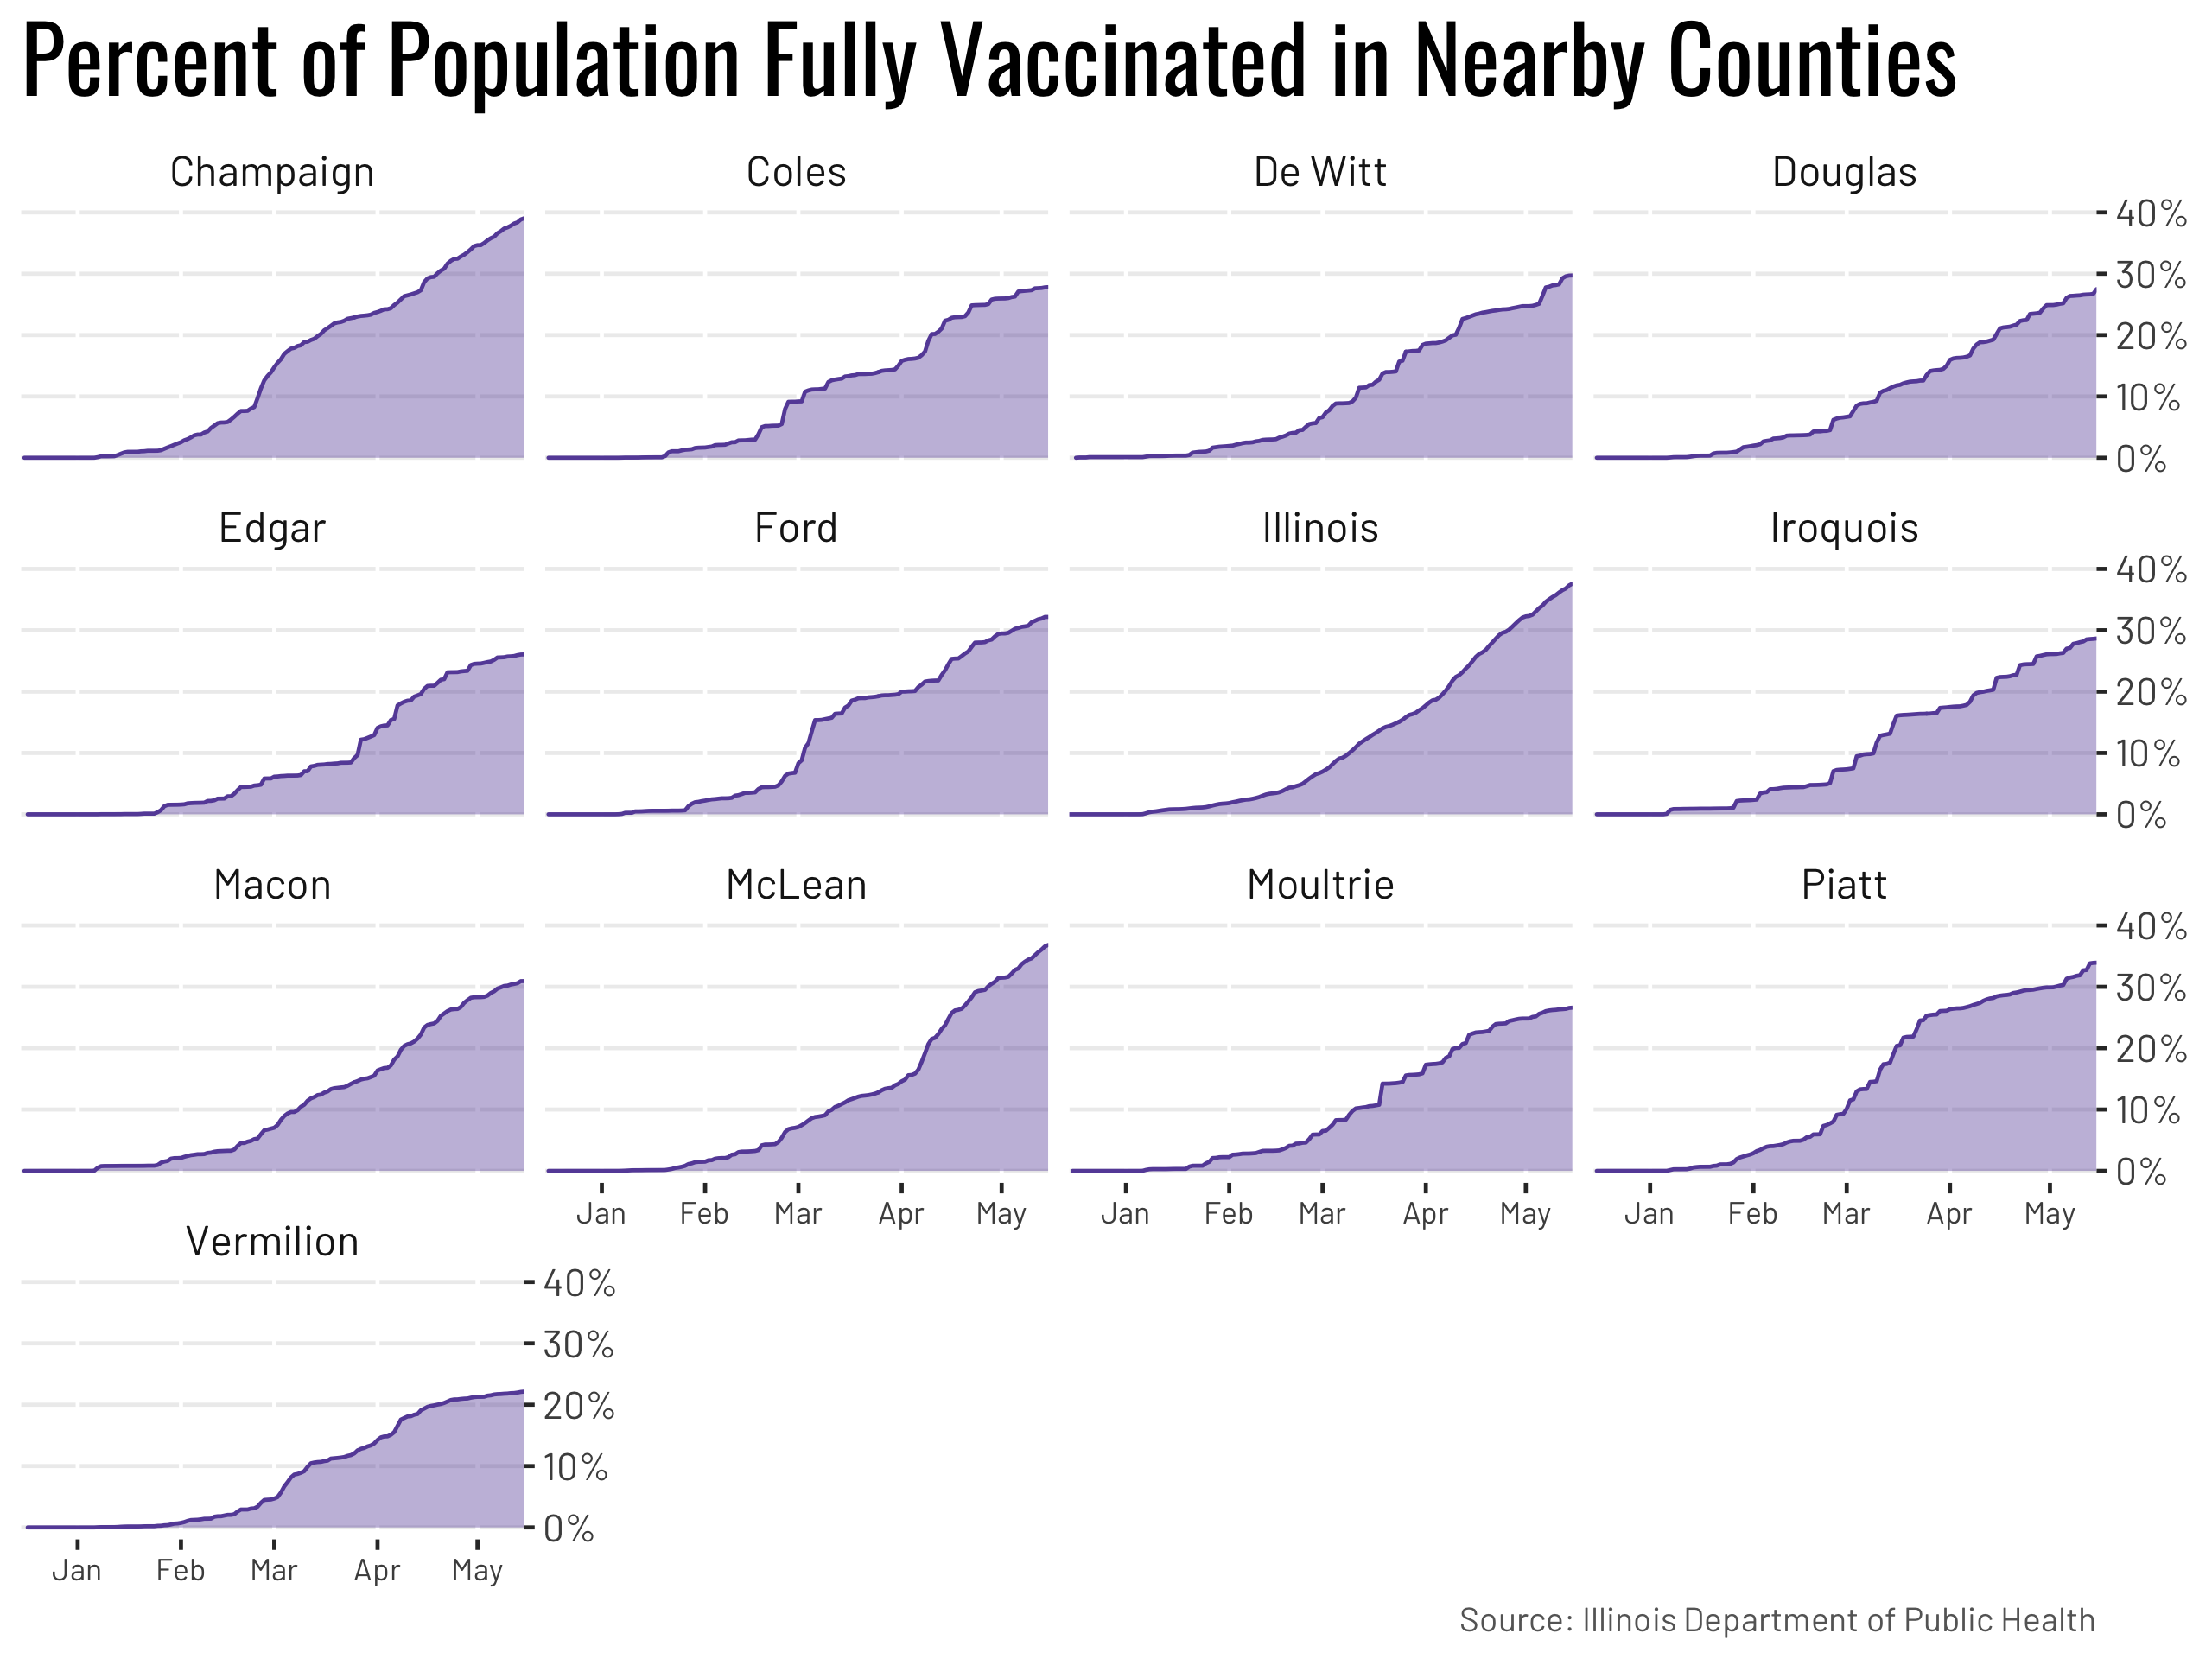 Percent of Population Fully Vaccinated in Nearby Counties
Champaign Coles De Witt Douglas
40%
30%
20%
10%
0%
Edgar Ford Illinois Iroquois
40%
30%
20%
10%
0%
Macon McLean Moultrie Piatt
40%
30%
20%
10%
0%
Jan Feb Mar Apr May Jan Feb Mar Apr May Jan Feb Mar Apr May
Vermilion
40%
30%
20%
10%
0%
Jan Feb Mar Apr May
Source: Illinois Department of Public Health